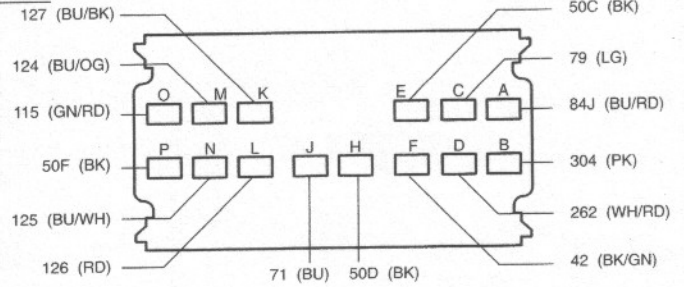 127 (BU/BK)
50C (BK)
124 (BU/OG)
79 (LG)
O M K E C A
115 (GN/RD)
84J (BU/RD)
P N L J H F D B
50F (BK)
304 (PK)
125 (BU/WH)
262 (WH/RD)
126 (RD)
71 (BU)
50D (BK)
42 (BK/GN)